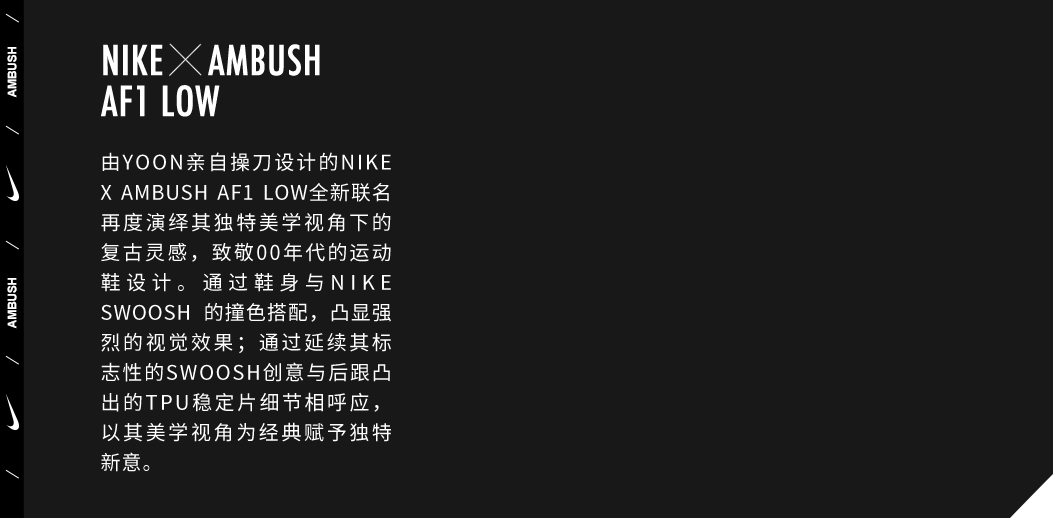 NIKE X AMBUSH
AF1 LOW
由YOON亲自操刀设计的NIKE
X AMBUSH AF1 LOW全新联名
再度演绎其独特美学视角下的
复古灵感，致敬00年代的运动
鞋设计。通过鞋身与NIKE
SWOOSH 的撞色搭配，凸显强
烈的视觉效果；通过延续其标
志性的SWOOSH创意与后跟凸
出的TPU稳定片细节相呼应，
以其美学视角为经典赋予独特
新意。
AMBUSH
AMBUSH